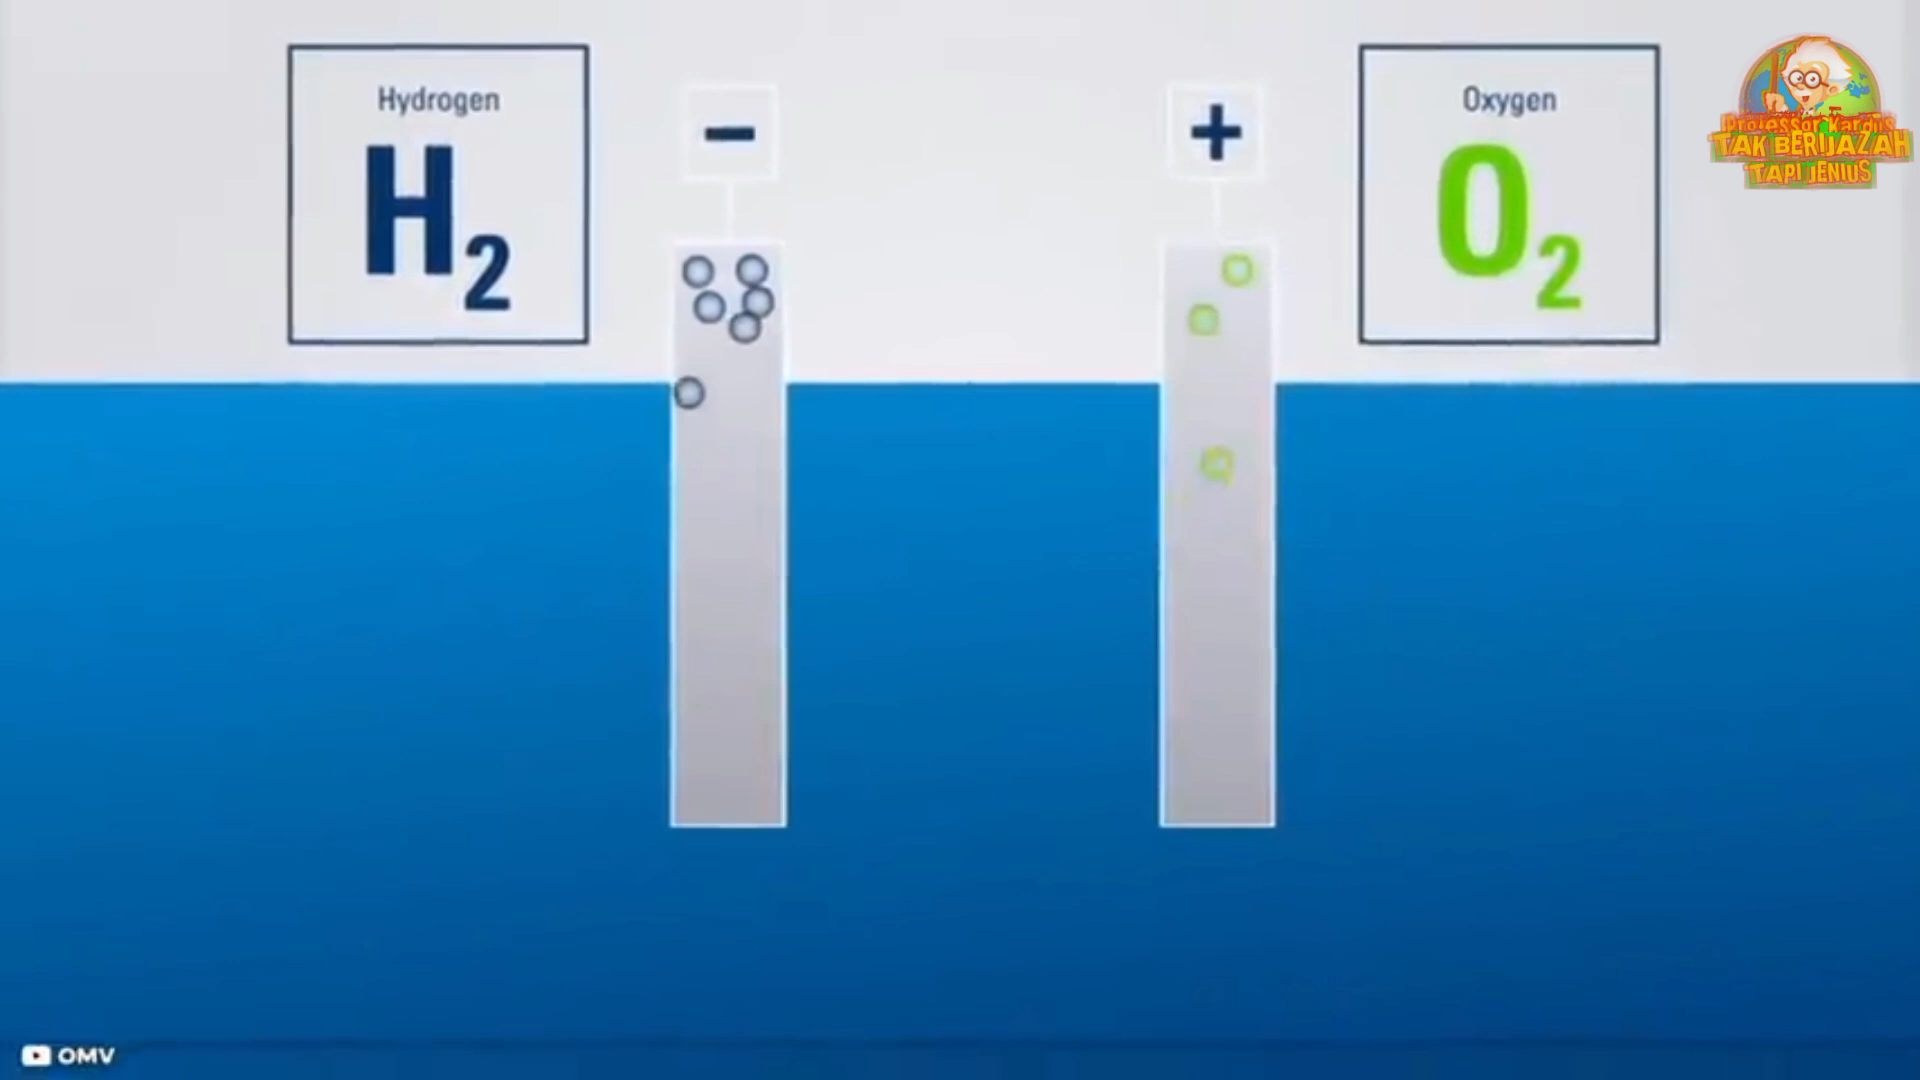 Hydrogen
H2
−
+
Oxygen
O2
Professor Kardus
TAK BERIJAZAH
TAPI JENIUS
OMV